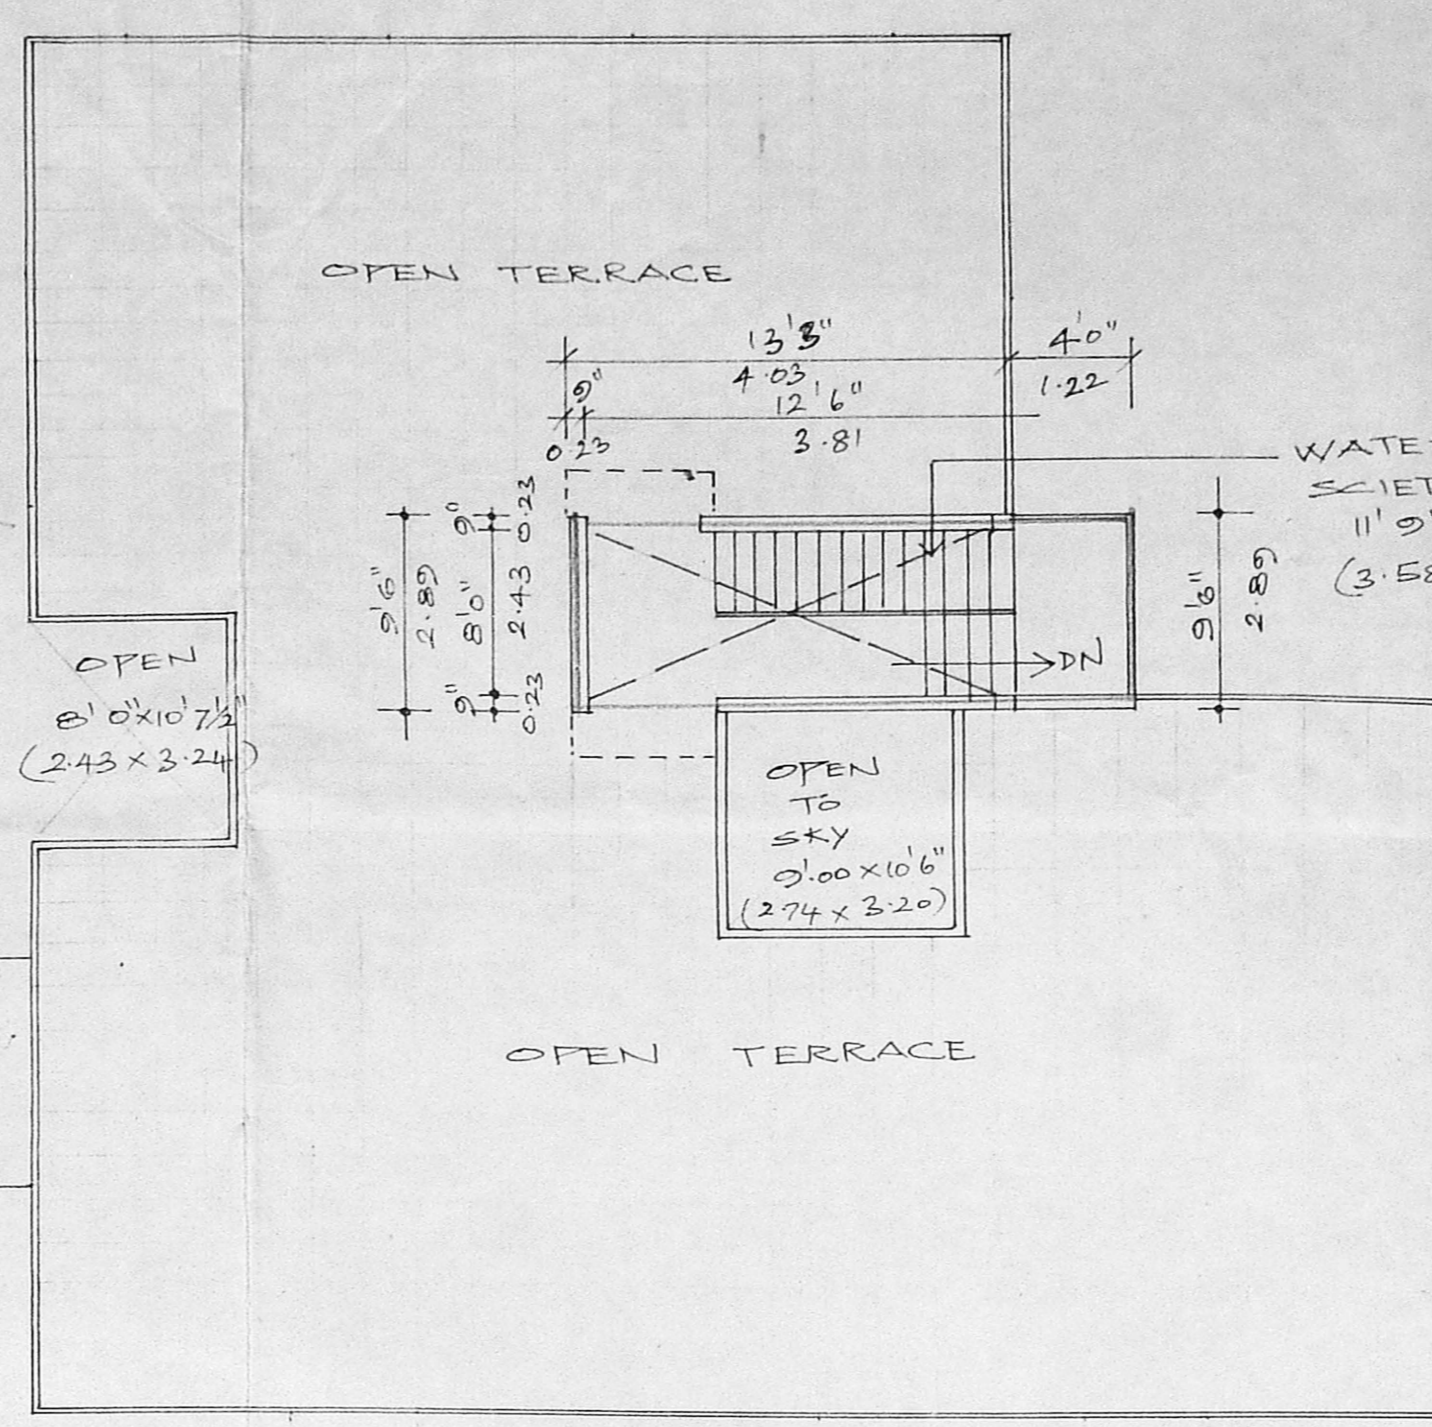 OPEN TERRACE
13'3"
4.03
4'0"
1.22
9"
0.23
12'6"
3.81
WATE
SCIET
11' 9'
(3.58
9'6"
2.89
9"
0.23
8'0"
2.43
9"
0.23
9'6"
2.89
DN
OPEN
8' 0"X10' 7½"
(2.43 X 3.24)
OPEN
TO
SKY
9'.00 X 10'6"
(2.74 X 3.20)
OPEN TERRACE